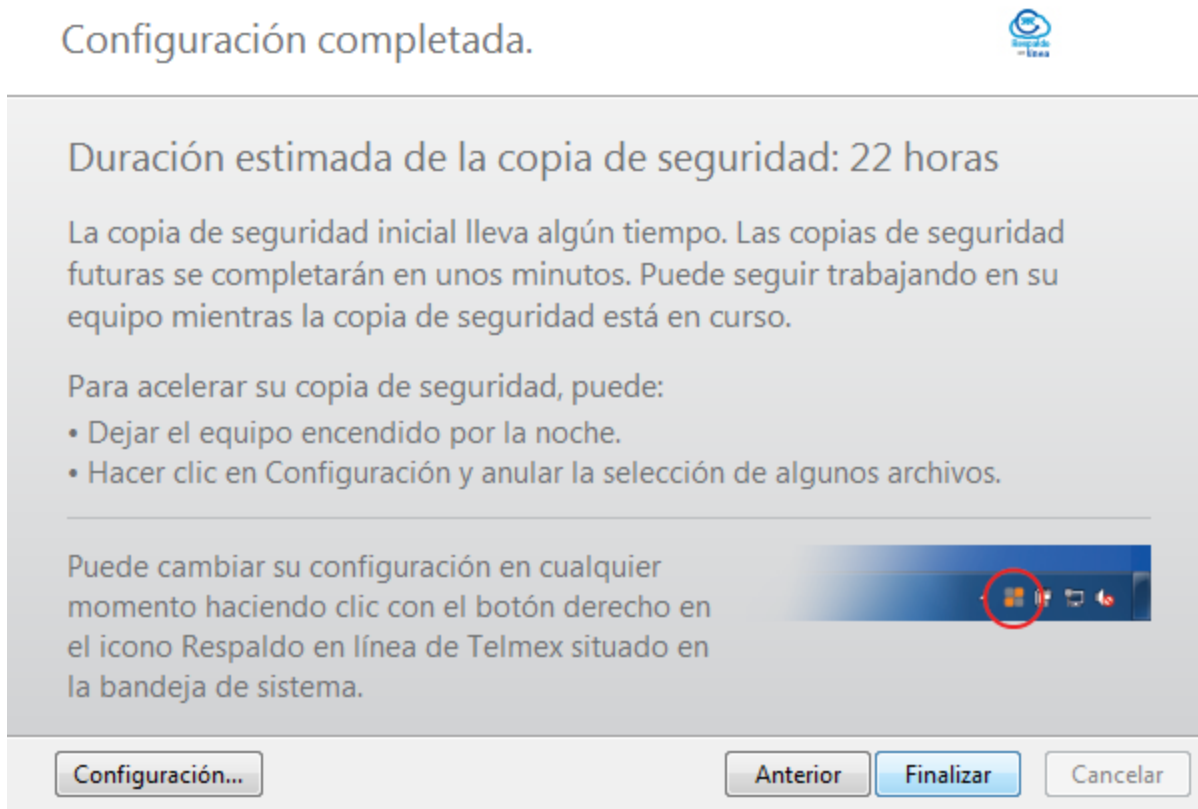 Configuración completada.
Respaldo
en línea
Duración estimada de la copia de seguridad: 22 horas
La copia de seguridad inicial lleva algún tiempo. Las copias de seguridad
futuras se completarán en unos minutos. Puede seguir trabajando en su
equipo mientras la copia de seguridad está en curso.
Para acelerar su copia de seguridad, puede:
• Dejar el equipo encendido por la noche.
• Hacer clic en Configuración y anular la selección de algunos archivos.
Puede cambiar su configuración en cualquier
momento haciendo clic con el botón derecho en
el icono Respaldo en línea de Telmex situado en
la bandeja de sistema.
Configuración...
Anterior
Finalizar
Cancelar